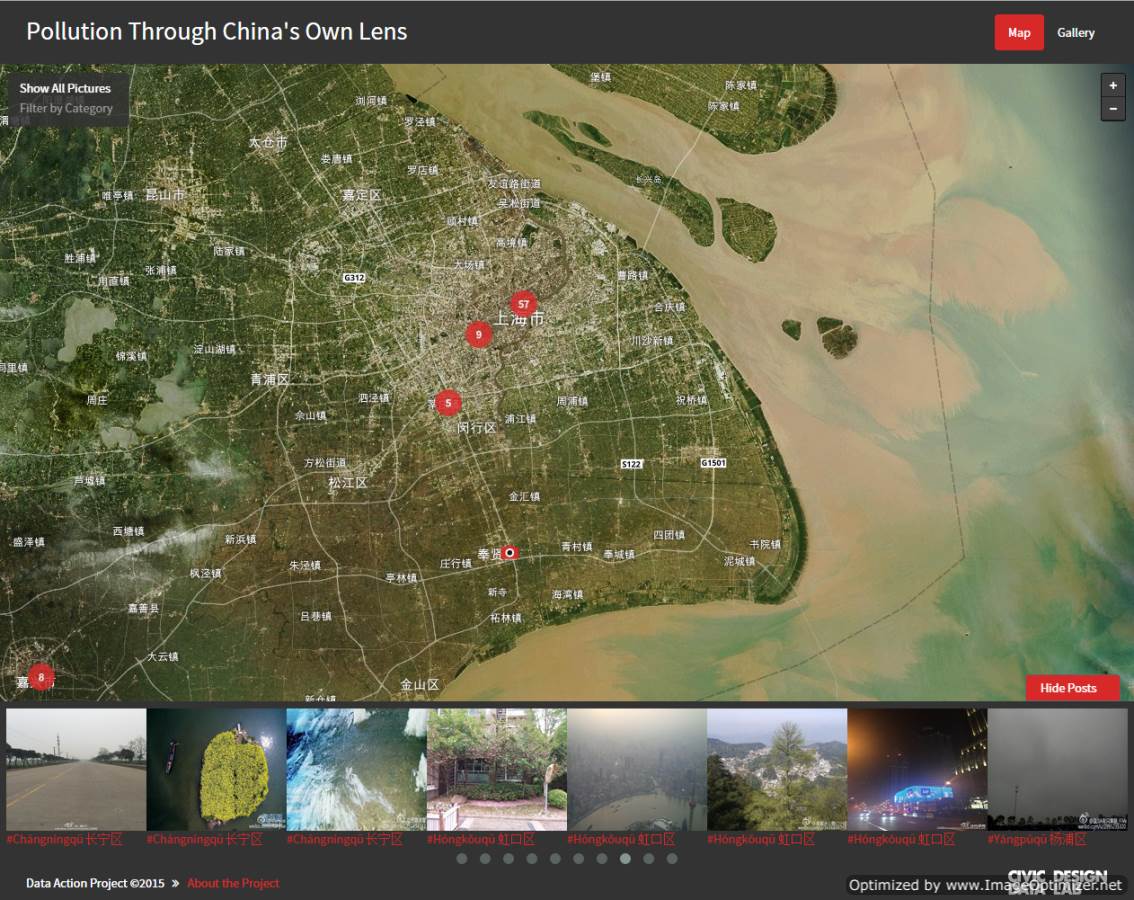 Pollution Through China's Own Lens
Map
Gallery
Show All Pictures
Filter by Category
+
−
堡镇
陈家镇
陈家镇
浏河镇
罗泾镇
太仓市
娄唐镇
罗店镇
长兴岛
友谊路街道
唯亭镇
昆山市
嘉定区
吴淞街道
顾村镇
高境镇
陆家镇
胜浦镇
张浦镇
大场镇
曹路镇
G312
甪直镇
57
合庆镇
上海市
9
川沙新镇
淀山湖镇
锦溪镇
青浦区
周庄
泗泾镇
5
周浦镇
祝桥镇
佘山镇
浦江镇
闵行区
方松街道
S122
G1501
芦墟镇
松江区
金汇镇
西塘镇
盛泽镇
新浜镇
四团镇
青村镇
奉城镇
书院镇
奉贤
庄行镇
泥城镇
朱泾镇
枫泾镇
亭林镇
新寺
海湾镇
嘉善县
吕巷镇
柘林镇
大云镇
8
金山区
新仓镇
Hide Posts
#Chángníngqū 长宁区
#Chángníngqū 长宁区
#Chángníngqū 长宁区
#Hóngkǒuqū 虹口区
#Hóngkǒuqū 虹口区
#Hóngkǒuqū 虹口区
#Hóngkǒuqū 虹口区
#Yángpǔqū 杨浦区
Data Action Project ©2015 » About the Project
CIVIC DESIGN
DATA LAB
Optimized by www.ImageOptimizer.net